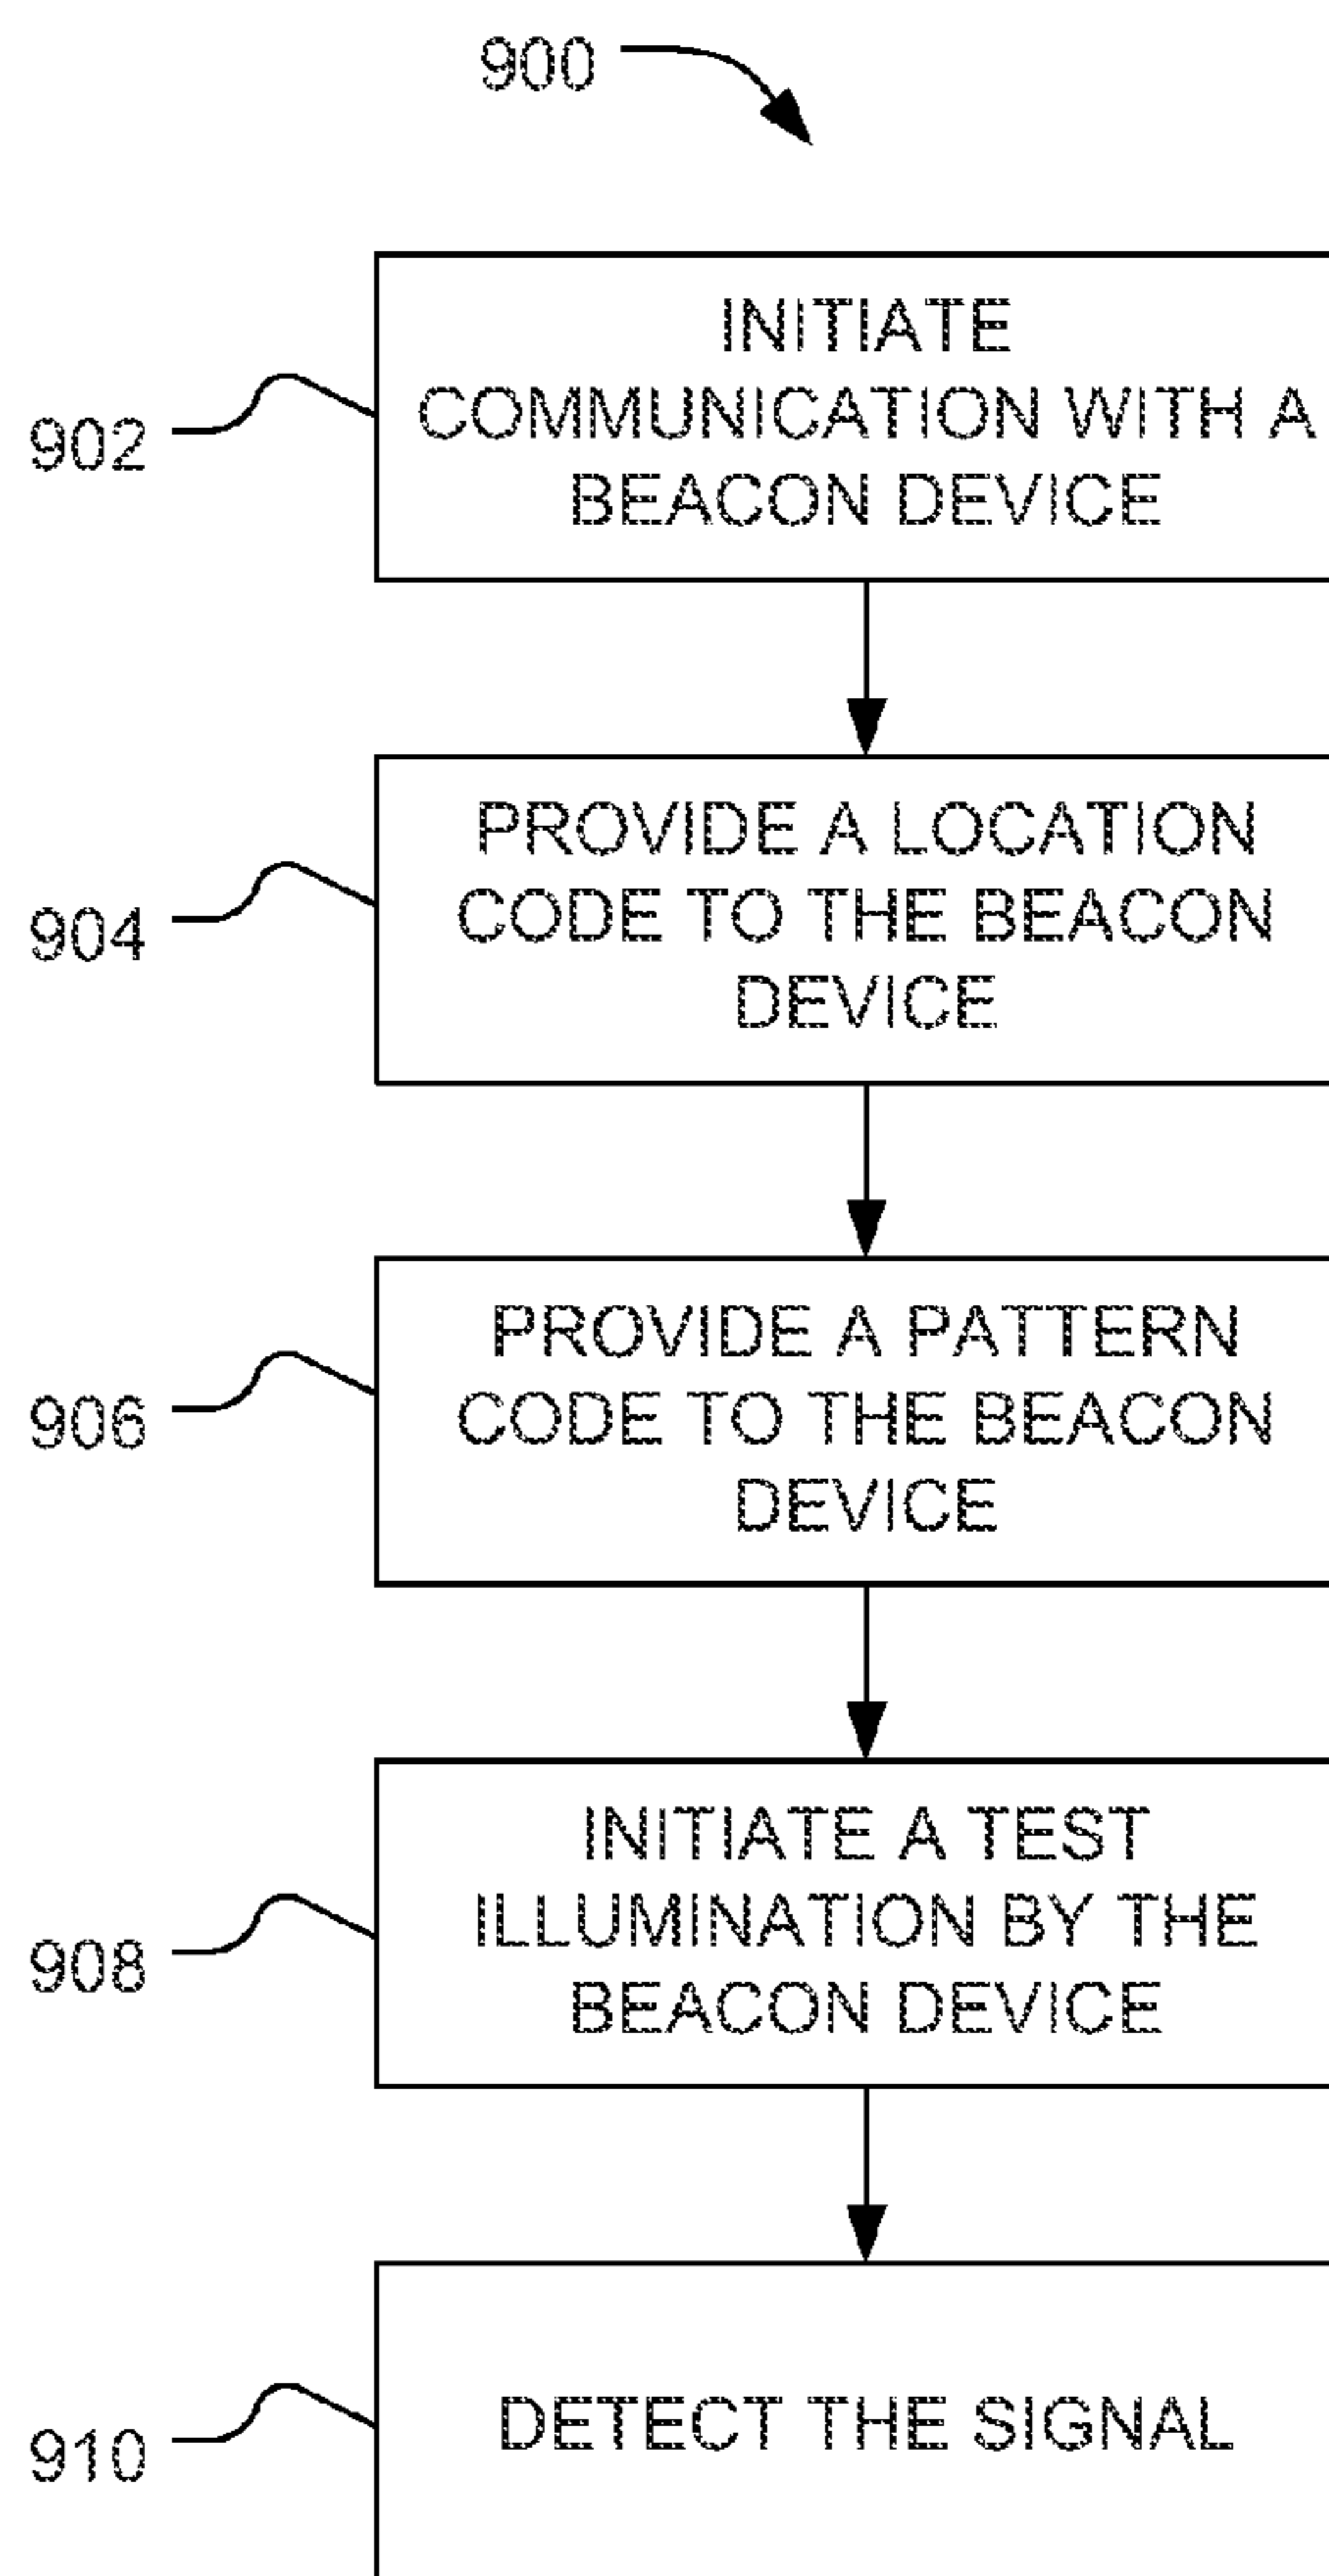 900
902
INITIATE
COMMUNICATION WITH A
BEACON DEVICE
904
PROVIDE A LOCATION
CODE TO THE BEACON
DEVICE
906
PROVIDE A PATTERN
CODE TO THE BEACON
DEVICE
908
INITIATE A TEST
ILLUMINATION BY THE
BEACON DEVICE
910
DETECT THE SIGNAL